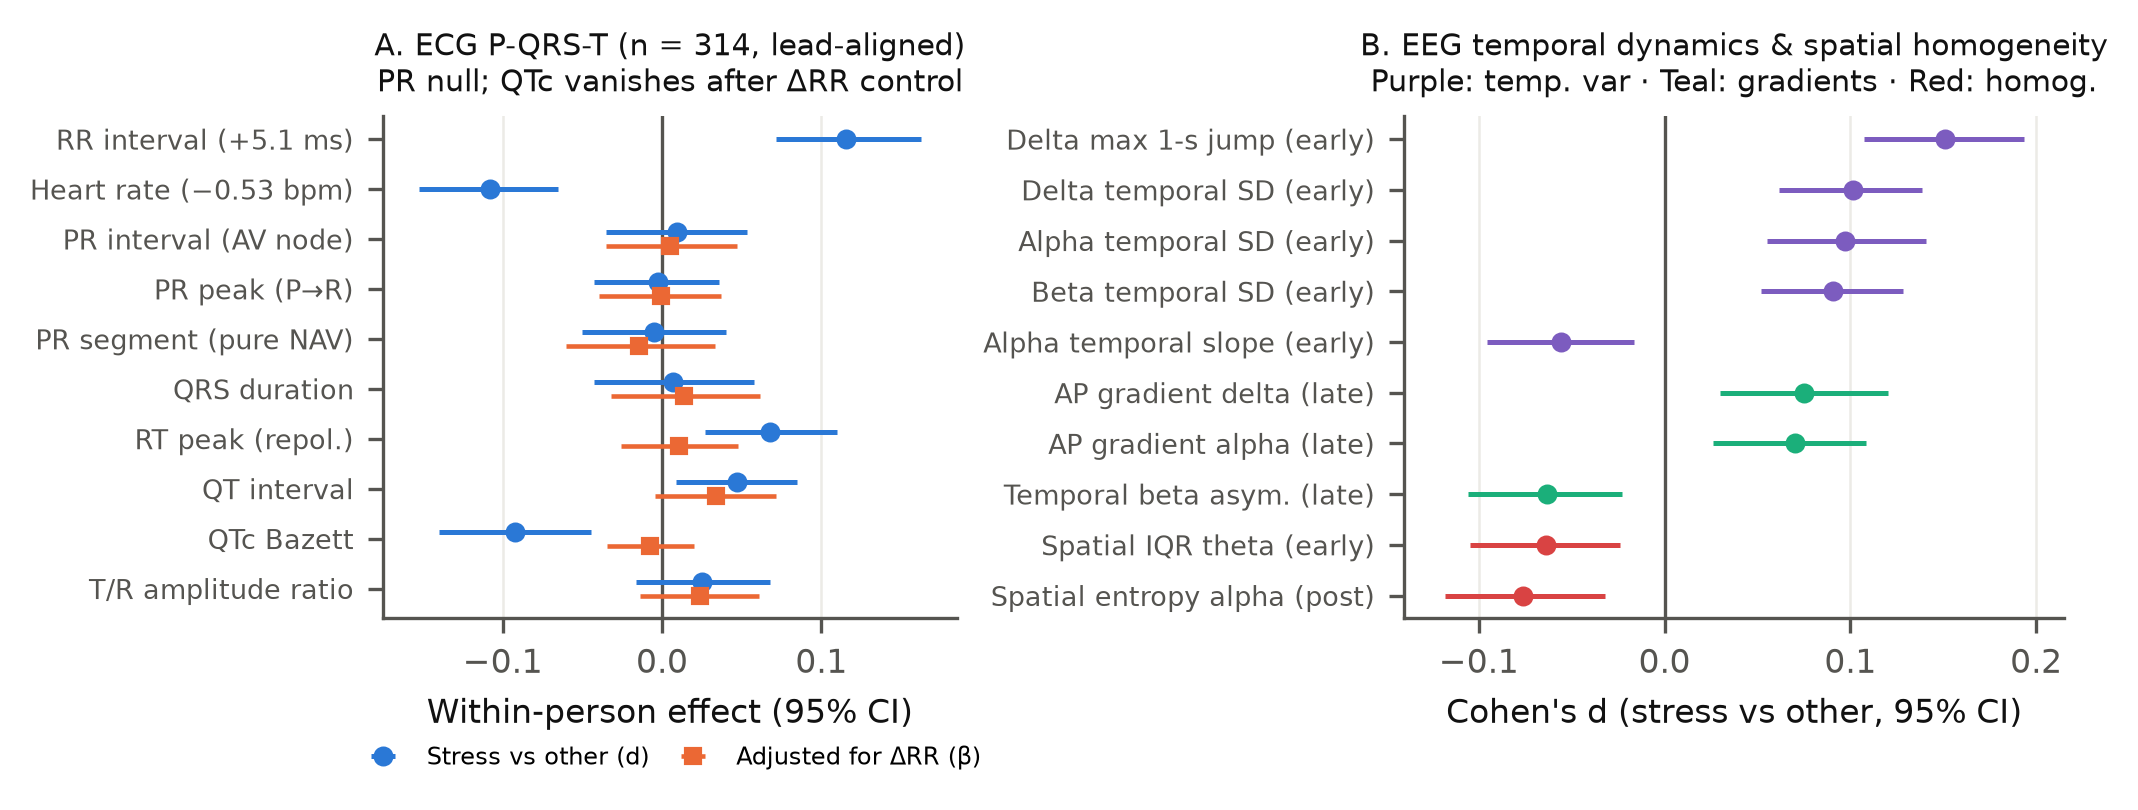 A. ECG P-QRS-T (n = 314, lead-aligned)
PR null; QTc vanishes after ΔRR control
RR interval (+5.1 ms)
Heart rate (−0.53 bpm)
PR interval (AV node)
PR peak (P→R)
PR segment (pure NAV)
QRS duration
RT peak (repol.)
QT interval
QTc Bazett
T/R amplitude ratio
−0.1
0.0
0.1
Within-person effect (95% CI)
Stress vs other (d)
Adjusted for ΔRR (β)
B. EEG temporal dynamics & spatial homogeneity
Purple: temp. var · Teal: gradients · Red: homog.
Delta max 1-s jump (early)
Delta temporal SD (early)
Alpha temporal SD (early)
Beta temporal SD (early)
Alpha temporal slope (early)
AP gradient delta (late)
AP gradient alpha (late)
Temporal beta asym. (late)
Spatial IQR theta (early)
Spatial entropy alpha (post)
−0.1
0.0
0.1
0.2
Cohen's d (stress vs other, 95% CI)